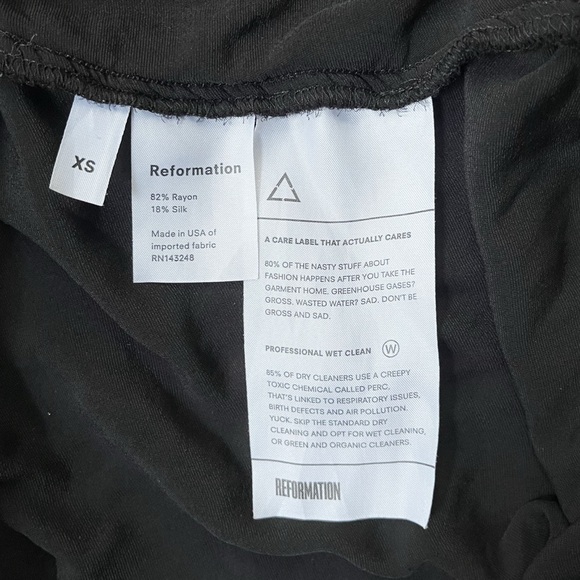 XS
Reformation
82% Rayon
18% Silk
Made in USA of
imported fabric
RN143248
A CARE LABEL THAT ACTUALLY CARES
80% OF THE NASTY STUFF ABOUT
FASHION HAPPENS AFTER YOU TAKE THE
GARMENT HOME. GREENHOUSE GASES?
GROSS. WASTED WATER? SAD. DON'T BE
GROSS AND SAD.
PROFESSIONAL WET CLEAN W
85% OF DRY CLEANERS USE A CREEPY
TOXIC CHEMICAL CALLED PERC.
THAT'S LINKED TO RESPIRATORY ISSUES,
BIRTH DEFECTS AND AIR POLLUTION.
YUCK. SKIP THE STANDARD DRY
CLEANING AND OPT FOR WET CLEANING,
OR GREEN AND ORGANIC CLEANERS.
REFORMATION